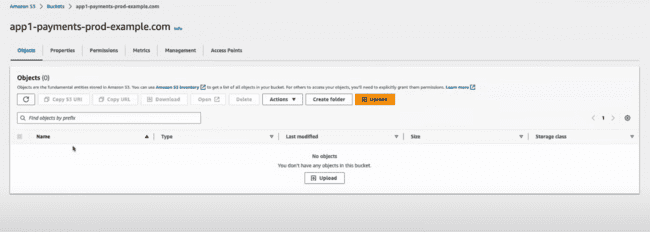 Amazon S3 > Buckets > app1-payments-prod-example.com
app1-payments-prod-example.com Info
Objects Properties Permissions Metrics Management Access Points
Objects (0)
Objects are the fundamental entities stored in Amazon S3. You can use Amazon S3 inventory to get a list of all objects in your bucket. For others to access your objects, you'll need to explicitly grant them permissions. Learn more
Copy S3 URI Copy URL Download Open Delete Actions Create folder Upload
Find objects by prefix
1
Name Type Last modified Size Storage class
No objects
You don't have any objects in this bucket.
Upload